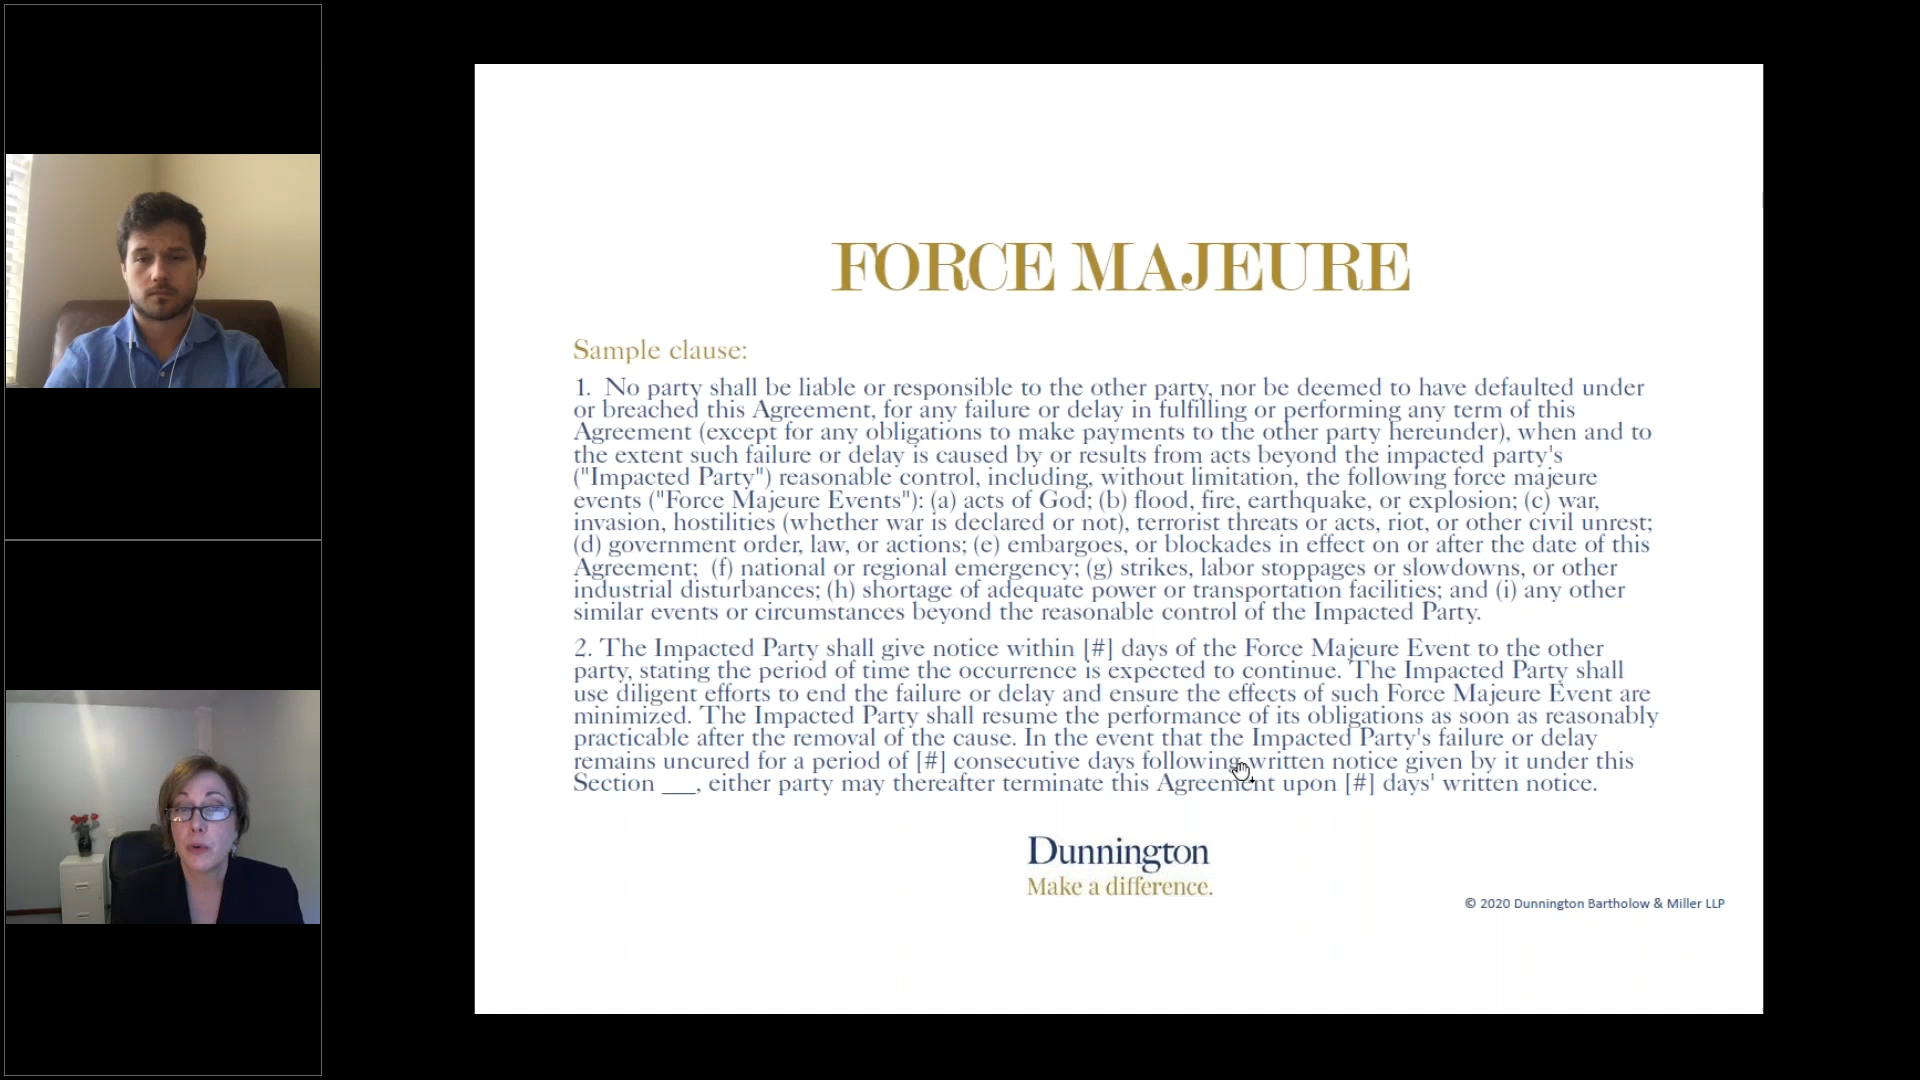 FORCE MAJEURE
Sample clause:
1.  No party shall be liable or responsible to the other party, nor be deemed to have defaulted under
or breached this Agreement, for any failure or delay in fulfilling or performing any term of this
Agreement (except for any obligations to make payments to the other party hereunder), when and to
the extent such failure or delay is caused by or results from acts beyond the impacted party's
("Impacted Party") reasonable control, including, without limitation, the following force majeure
events ("Force Majeure Events"): (a) acts of God; (b) flood, fire, earthquake, or explosion; (c) war,
invasion, hostilities (whether war is declared or not), terrorist threats or acts, riot, or other civil unrest;
(d) government order, law, or actions; (e) embargoes, or blockades in effect on or after the date of this
Agreement;  (f) national or regional emergency; (g) strikes, labor stoppages or slowdowns, or other
industrial disturbances; (h) shortage of adequate power or transportation facilities; and (i) any other
similar events or circumstances beyond the reasonable control of the Impacted Party.
2. The Impacted Party shall give notice within [#] days of the Force Majeure Event to the other
party, stating the period of time the occurrence is expected to continue. The Impacted Party shall
use diligent efforts to end the failure or delay and ensure the effects of such Force Majeure Event are
minimized. The Impacted Party shall resume the performance of its obligations as soon as reasonably
practicable after the removal of the cause. In the event that the Impacted Party's failure or delay
remains uncured for a period of [#] consecutive days following written notice given by it under this
Section ___, either party may thereafter terminate this Agreement upon [#] days' written notice.
Dunnington
Make a difference.
© 2020 Dunnington Bartholow & Miller LLP